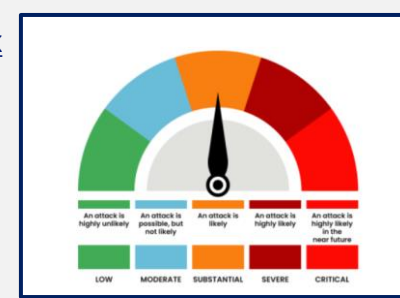 An attack is highly unlikely
An attack is possible, but not likely
An attack is likely
An attack is highly likely
An attack is highly likely in the near future
LOW MODERATE SUBSTANTIAL SEVERE CRITICAL